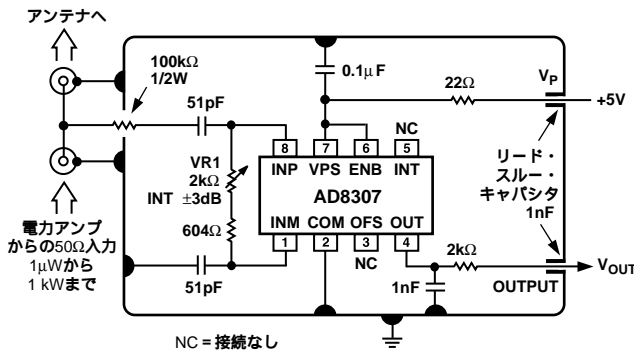 アンテナへ
100kΩ
1/2W
51pF
0.1μF
22Ω
VP
+5V
NC
8 7 6 5
INP VPS ENB INT
VR1
2kΩ
INT ±3dB
AD8307
リード・
スルー・
キャパシタ
1nF
604Ω
INM COM OFS OUT
1 2 3 4
NC
電力アンプ
からの50Ω入力
1μWから
1 kWまで
51pF
2kΩ
VOUT
1nF
OUTPUT
NC = 接続なし